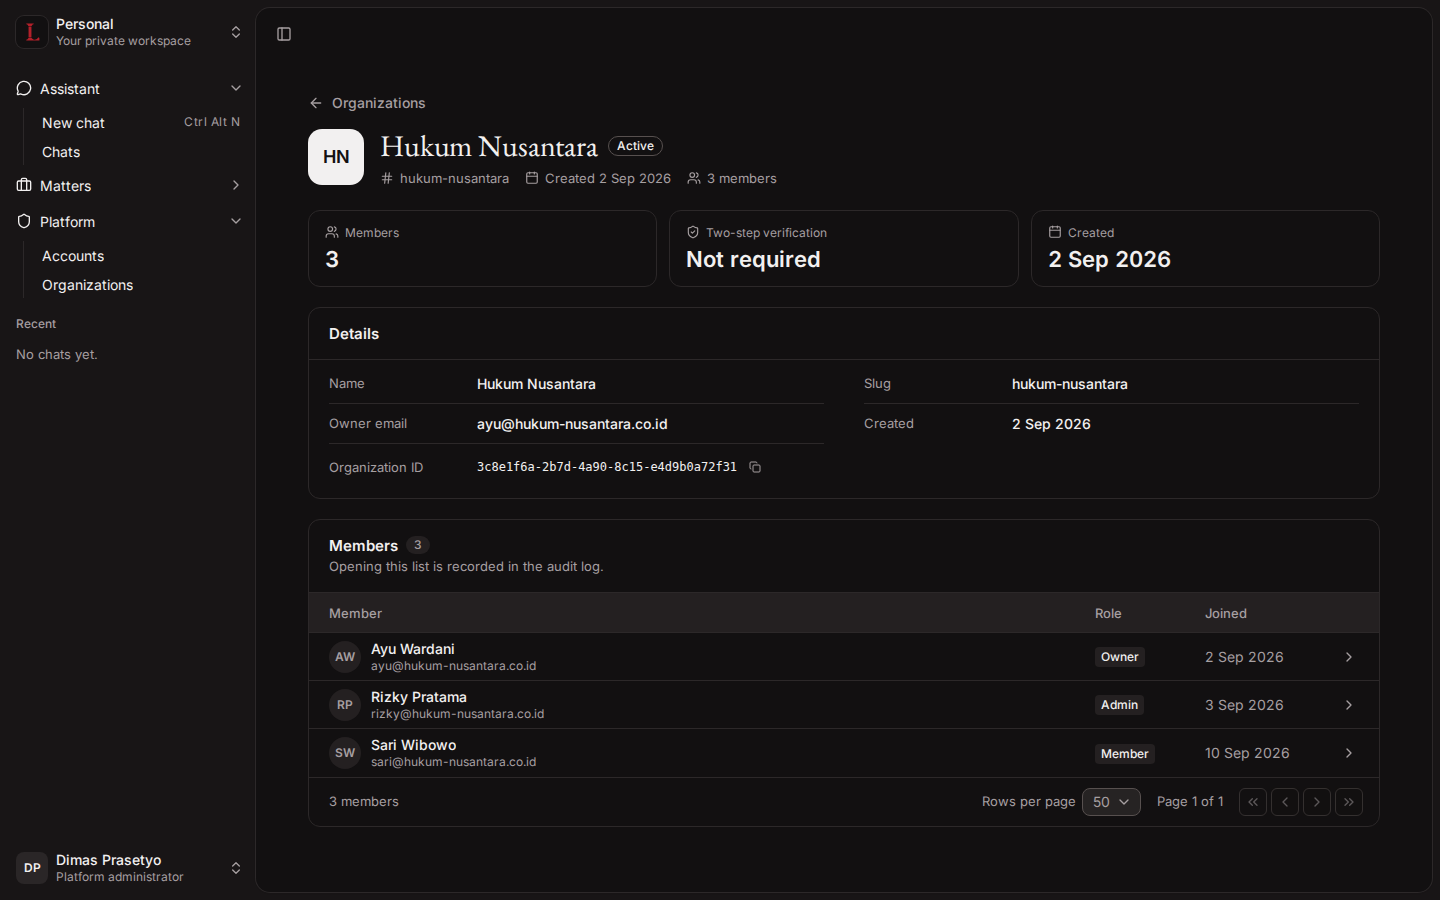 L
Personal
Your private workspace
Assistant
New chat Ctrl Alt N
Chats
Matters
Platform
Accounts
Organizations
Recent
No chats yet.
DP
Dimas Prasetyo
Platform administrator
Organizations
HN
Hukum Nusantara Active
hukum-nusantara Created 2 Sep 2026 3 members
Members
3
Two-step verification
Not required
Created
2 Sep 2026
Details
Name Hukum Nusantara
Slug hukum-nusantara
Owner email ayu@hukum-nusantara.co.id
Created 2 Sep 2026
Organization ID 3c8e1f6a-2b7d-4a90-8c15-e4d9b0a72f31
Members 3
Opening this list is recorded in the audit log.
Member Role Joined
AW Ayu Wardani
ayu@hukum-nusantara.co.id
Owner 2 Sep 2026
RP Rizky Pratama
rizky@hukum-nusantara.co.id
Admin 3 Sep 2026
SW Sari Wibowo
sari@hukum-nusantara.co.id
Member 10 Sep 2026
3 members Rows per page 50 Page 1 of 1